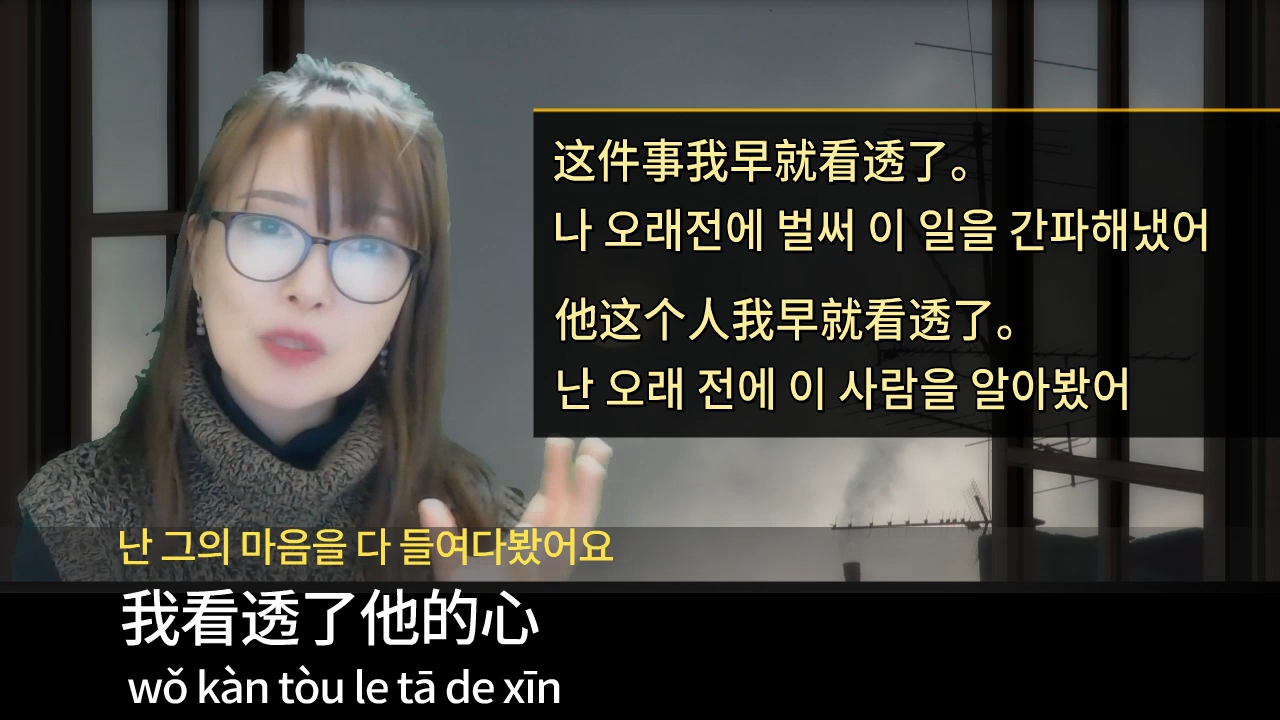 这件事我早就看透了。
나 오래전에 벌써 이 일을 간파해냈어
他这个人我早就看透了。
난 오래 전에 이 사람을 알아봤어
난 그의 마음을 다 들여다봤어요
我看透了他的心
wǒ kàn tòu le tā de xīn